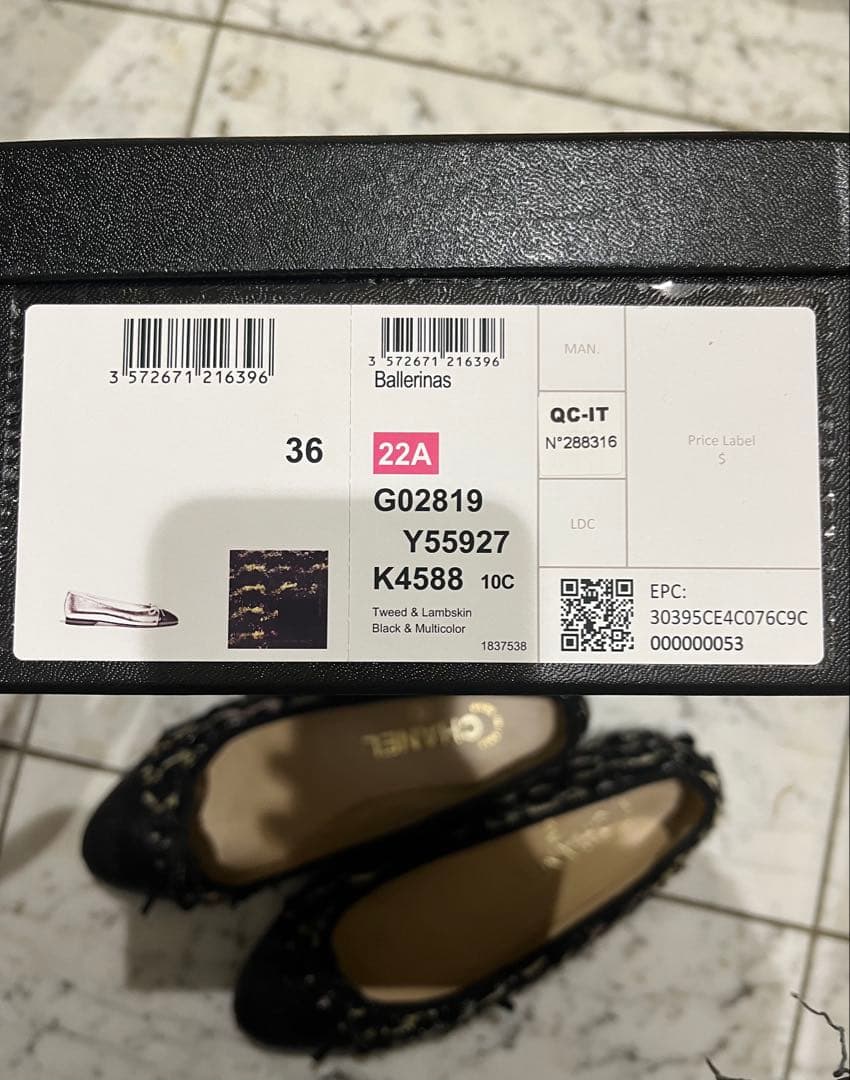 3 572671 216396
36
3 572671 216396
Ballerinas
22A
G02819
Y55927
K4588 10C
Tweed & Lambskin
Black & Multicolor
1837538
MAN.
QC-IT
N°288316
LDC
Price Label
$
EPC:
30395CE4C076C9C
000000053
CHANEL